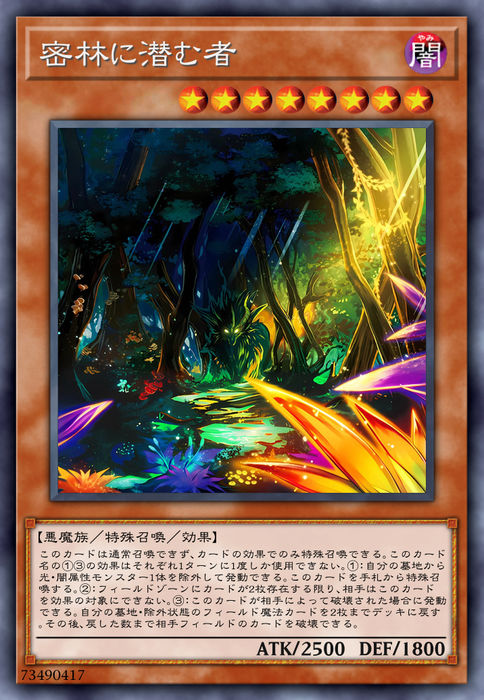 密林に潜む者
やみ
闇
【悪魔族／特殊召喚／効果】
このカードは通常召喚できず、カードの効果でのみ特殊召喚できる。このカード
名の①③の効果はそれぞれ1ターンに1度しか使用できない。①：自分の墓地から
光・闇属性モンスター1体を除外して発動できる。このカードを手札から特殊召
喚する。②：フィールドゾーンにカードが2枚存在する限り、相手はこのカード
を効果の対象にできない。③：このカードが相手によって破壊された場合に発動
できる。自分の墓地・除外状態のフィールド魔法カードを2枚までデッキに戻す。
その後、戻した数まで相手フィールドのカードを破壊できる。
ATK/2500 DEF/1800
73490417